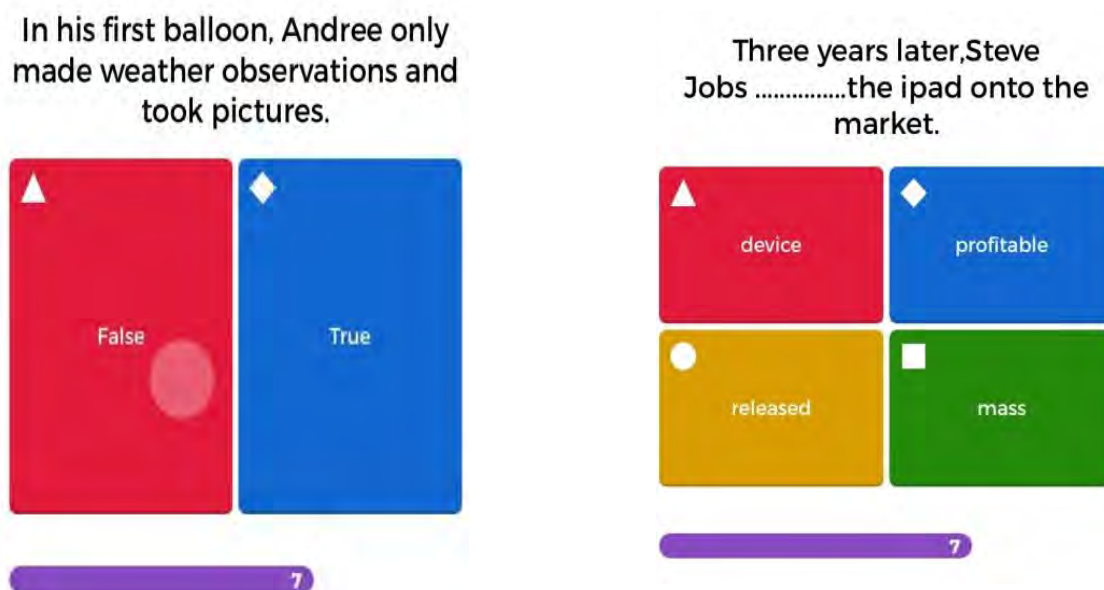 In his first balloon, Andree only
made weather observations and
took pictures.
False
True
7
Three years later,Steve
Jobs ...............the ipad onto the
market.
device
profitable
released
mass
7